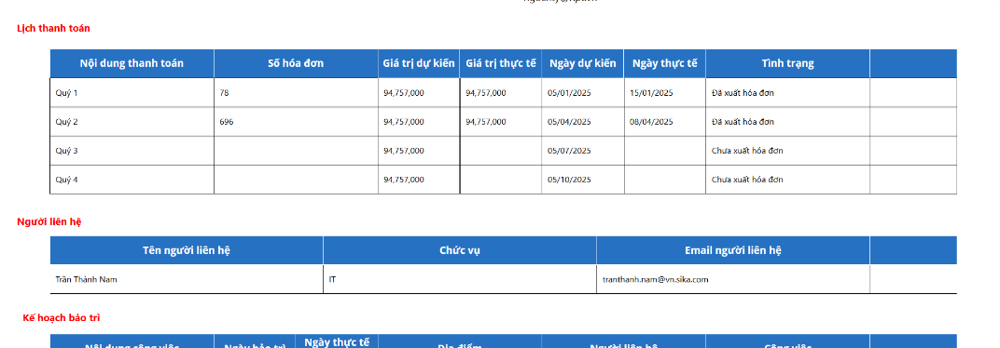 Lịch thanh toán
Nội dung thanh toán Số hóa đơn Giá trị dự kiến Giá trị thực tế Ngày dự kiến Ngày thực tế Tình trạng
Quý 1 78 94,757,000 94,757,000 05/01/2025 15/01/2025 Đã xuất hóa đơn
Quý 2 696 94,757,000 94,757,000 05/04/2025 08/04/2025 Đã xuất hóa đơn
Quý 3 94,757,000 05/07/2025 Chưa xuất hóa đơn
Quý 4 94,757,000 05/10/2025 Chưa xuất hóa đơn
Người liên hệ
Tên người liên hệ Chức vụ Email người liên hệ
Trần Thành Nam IT tranthanh.nam@vn.sika.com
Kế hoạch bảo trì
Nội dung công việc Ngày bảo trì Ngày thực tế Địa điểm Người liên hệ Công việc